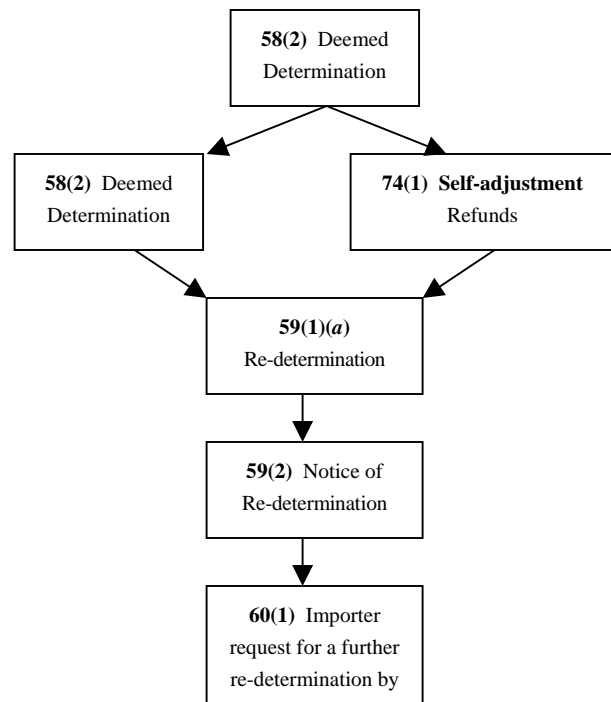 58(2) Deemed
Determination
58(2) Deemed
Determination
74(1) Self-adjustment
Refunds
59(1)(a)
Re-determination
59(2) Notice of
Re-determination
60(1) Importer
request for a further
re-determination by